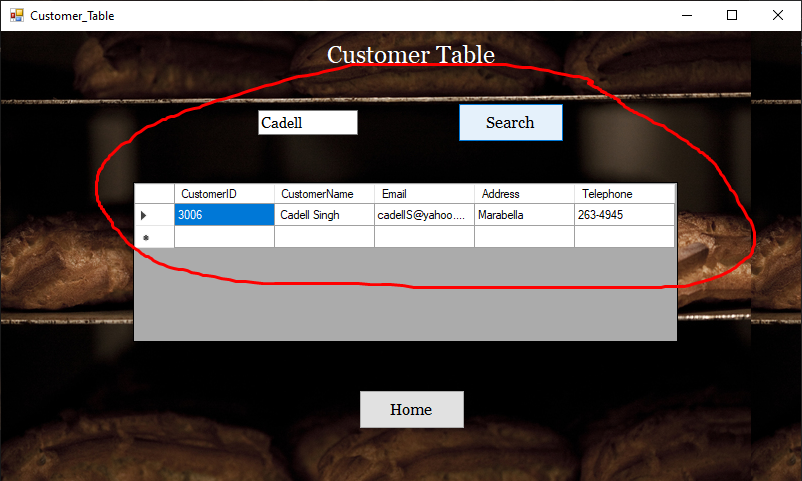 Customer_Table
Customer Table
Cadell Search
CustomerID CustomerName Email Address Telephone
3006 Cadell Singh cadellS@yahoo.... Marabella 263-4945
Home